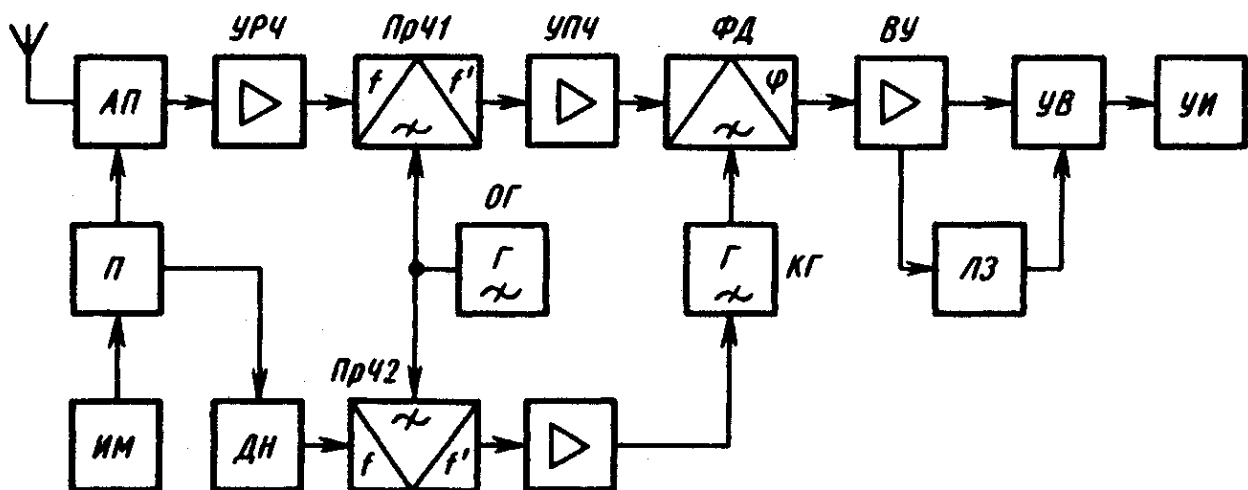 УРЧ ПрЧ1 УПЧ ФД ВУ
АП f f' φ УВ УИ
ОГ
П Г Г КГ ЛЗ
ПрЧ2
ИМ ДН f f'